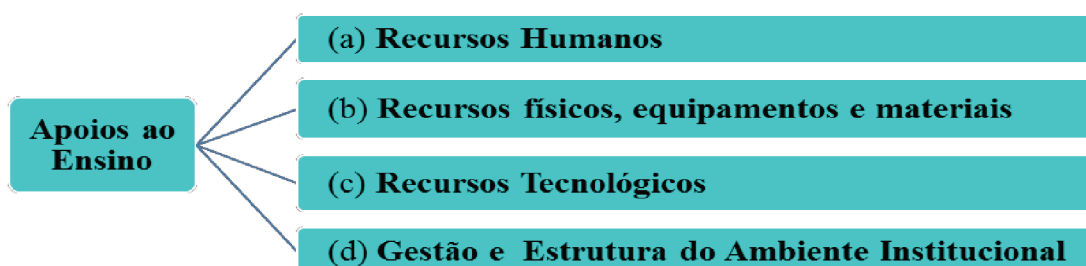 Apoios ao
Ensino
(a) Recursos Humanos
(b) Recursos físicos, equipamentos e materiais
(c) Recursos Tecnológicos
(d) Gestão e Estrutura do Ambiente Institucional